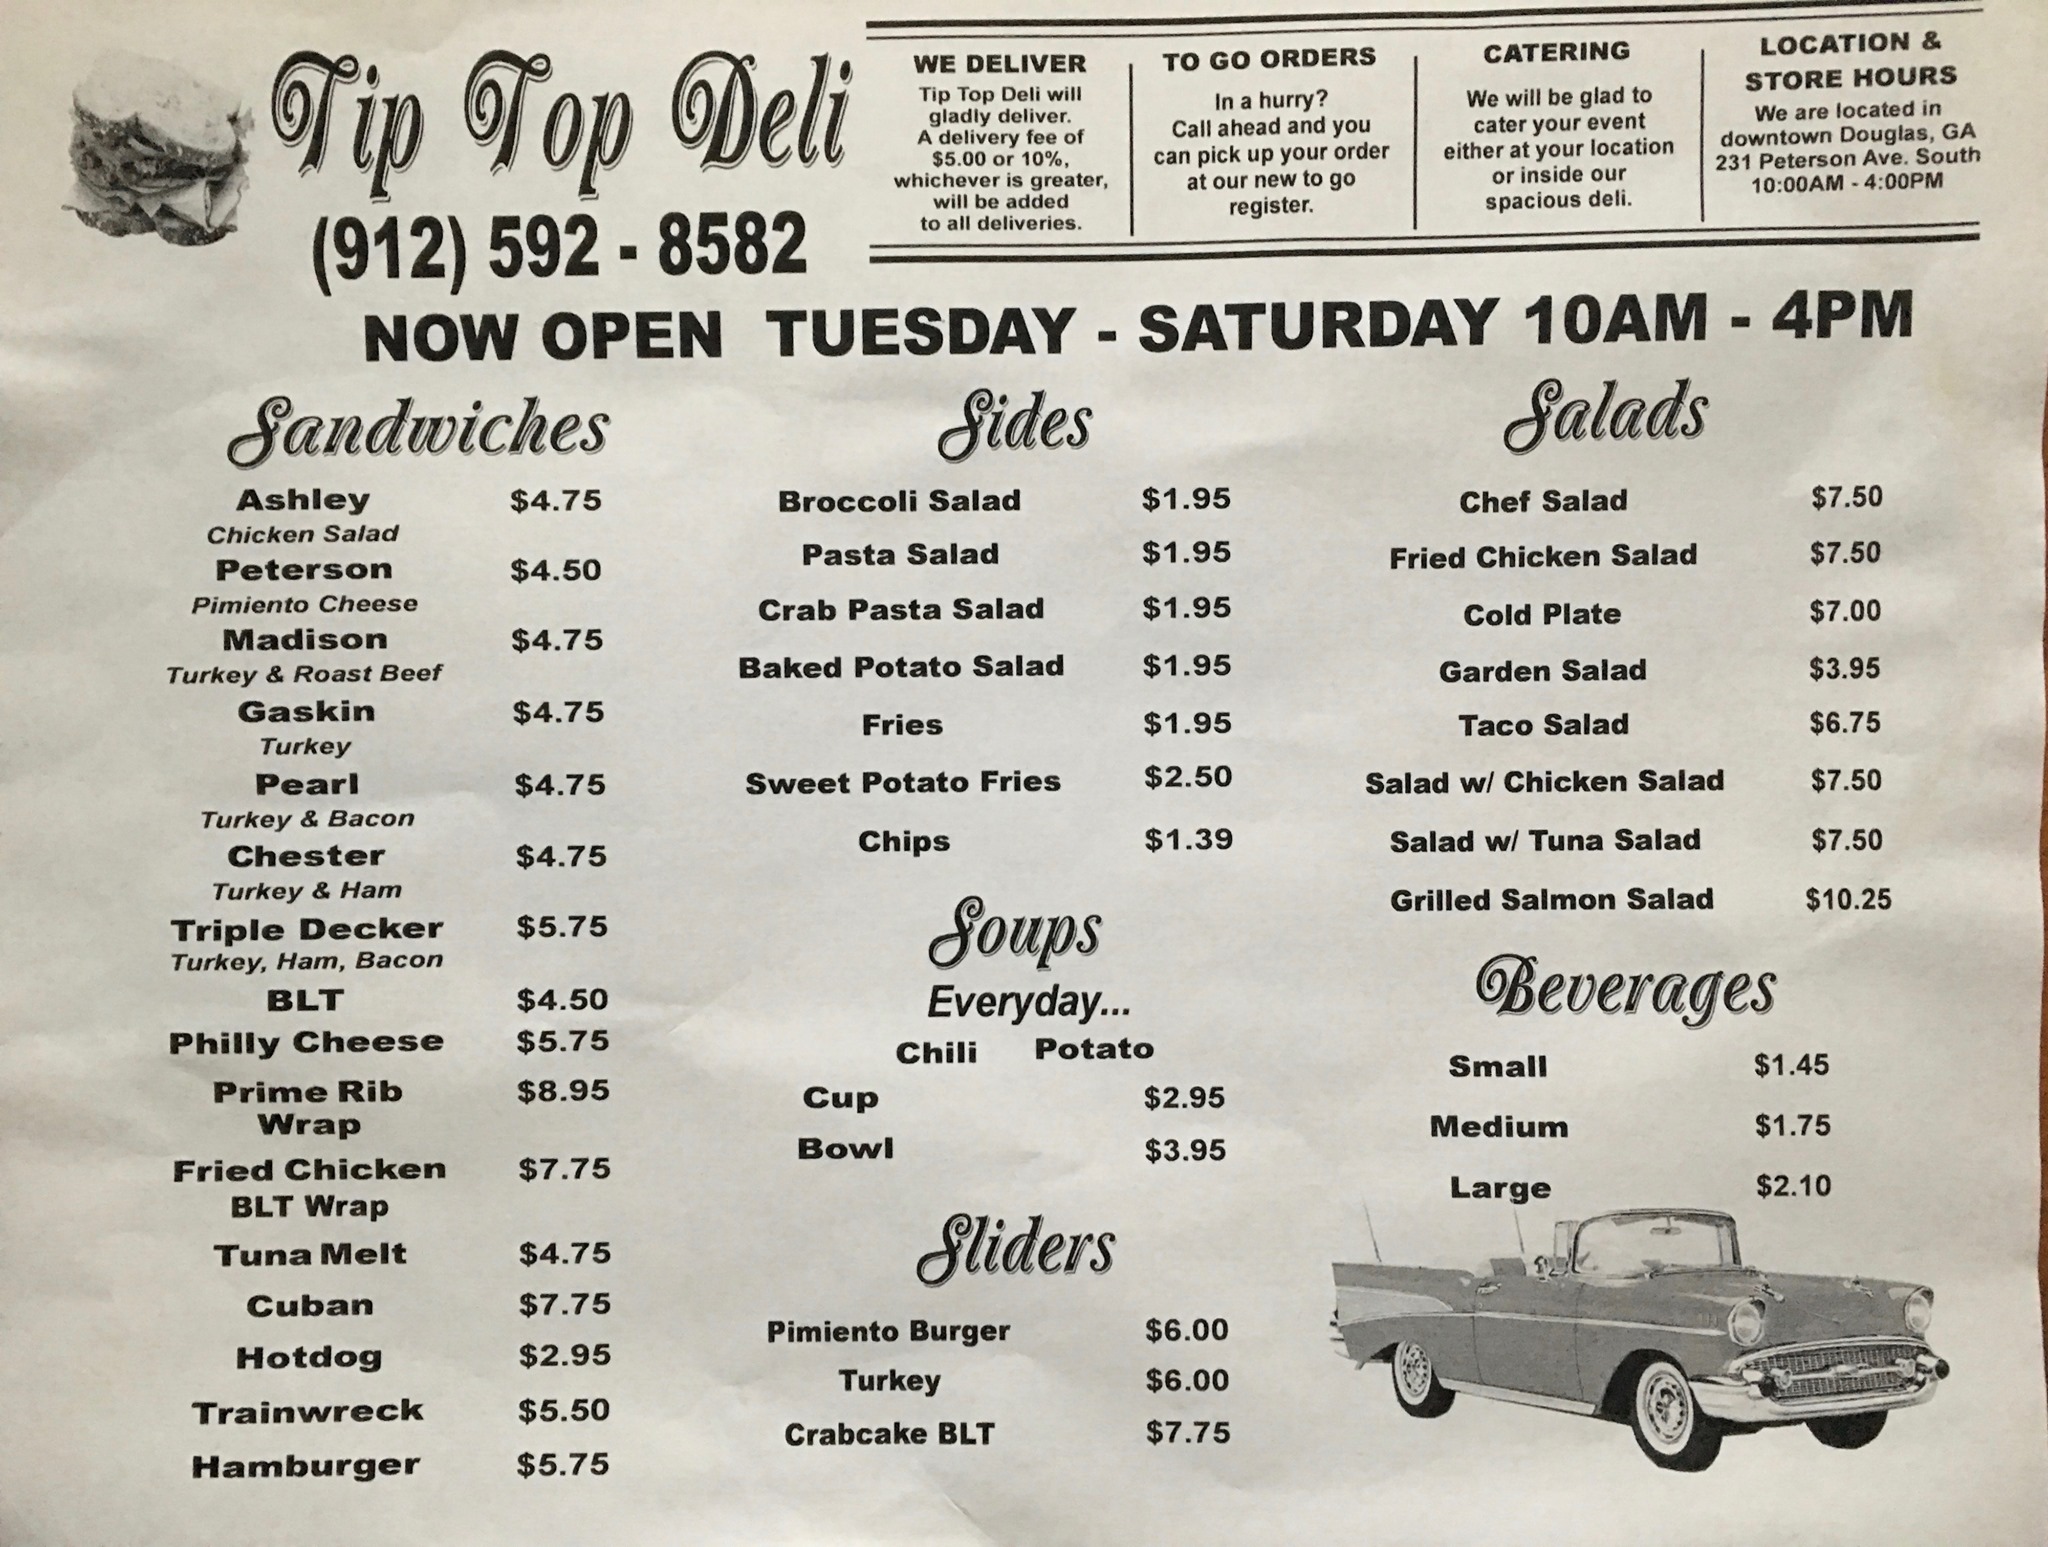 Tip Top Deli
(912) 592 - 8582
WE DELIVER
Tip Top Deli will
gladly deliver.
A delivery fee of
$5.00 or 10%,
whichever is greater,
will be added
to all deliveries.
TO GO ORDERS
In a hurry?
Call ahead and you
can pick up your order
at our new to go
register.
CATERING
We will be glad to
cater your event
either at your location
or inside our
spacious deli.
LOCATION &
STORE HOURS
We are located in
downtown Douglas, GA
231 Peterson Ave. South
10:00AM - 4:00PM
NOW OPEN TUESDAY - SATURDAY 10AM - 4PM
Sandwiches
Ashley $4.75
Chicken Salad
Peterson $4.50
Pimiento Cheese
Madison $4.75
Turkey & Roast Beef
Gaskin $4.75
Turkey
Pearl $4.75
Turkey & Bacon
Chester $4.75
Turkey & Ham
Triple Decker $5.75
Turkey, Ham, Bacon
BLT $4.50
Philly Cheese $5.75
Prime Rib $8.95
Wrap
Fried Chicken $7.75
BLT Wrap
Tuna Melt $4.75
Cuban $7.75
Hotdog $2.95
Trainwreck $5.50
Hamburger $5.75
Sides
Broccoli Salad $1.95
Pasta Salad $1.95
Crab Pasta Salad $1.95
Baked Potato Salad $1.95
Fries $1.95
Sweet Potato Fries $2.50
Chips $1.39
Soups
Everyday...
Chili Potato
Cup $2.95
Bowl $3.95
Sliders
Pimiento Burger $6.00
Turkey $6.00
Crabcake BLT $7.75
Salads
Chef Salad $7.50
Fried Chicken Salad $7.50
Cold Plate $7.00
Garden Salad $3.95
Taco Salad $6.75
Salad w/ Chicken Salad $7.50
Salad w/ Tuna Salad $7.50
Grilled Salmon Salad $10.25
Beverages
Small $1.45
Medium $1.75
Large $2.10